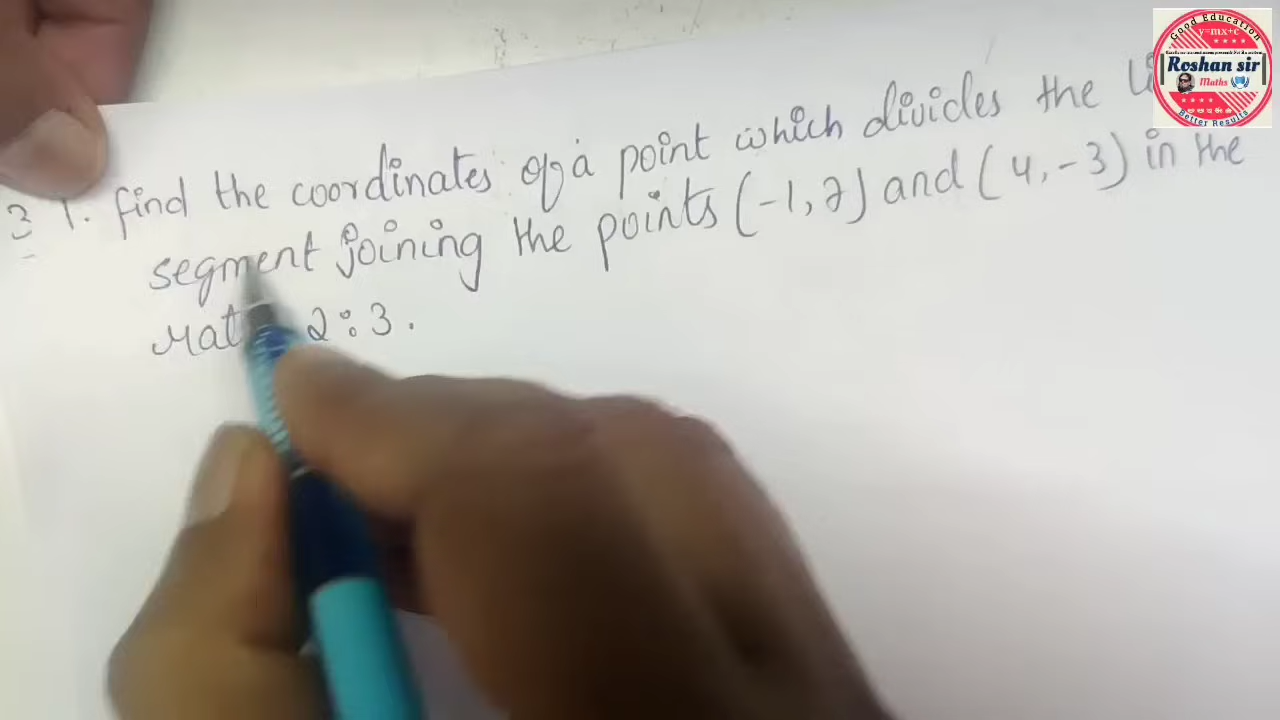 3 1. find the coordinates of a point which divides the
segment joining the points (-1,7) and (4,-3) in the
2:3.
Good Education
y=mx+c
Roshan sir
Maths
Better Results